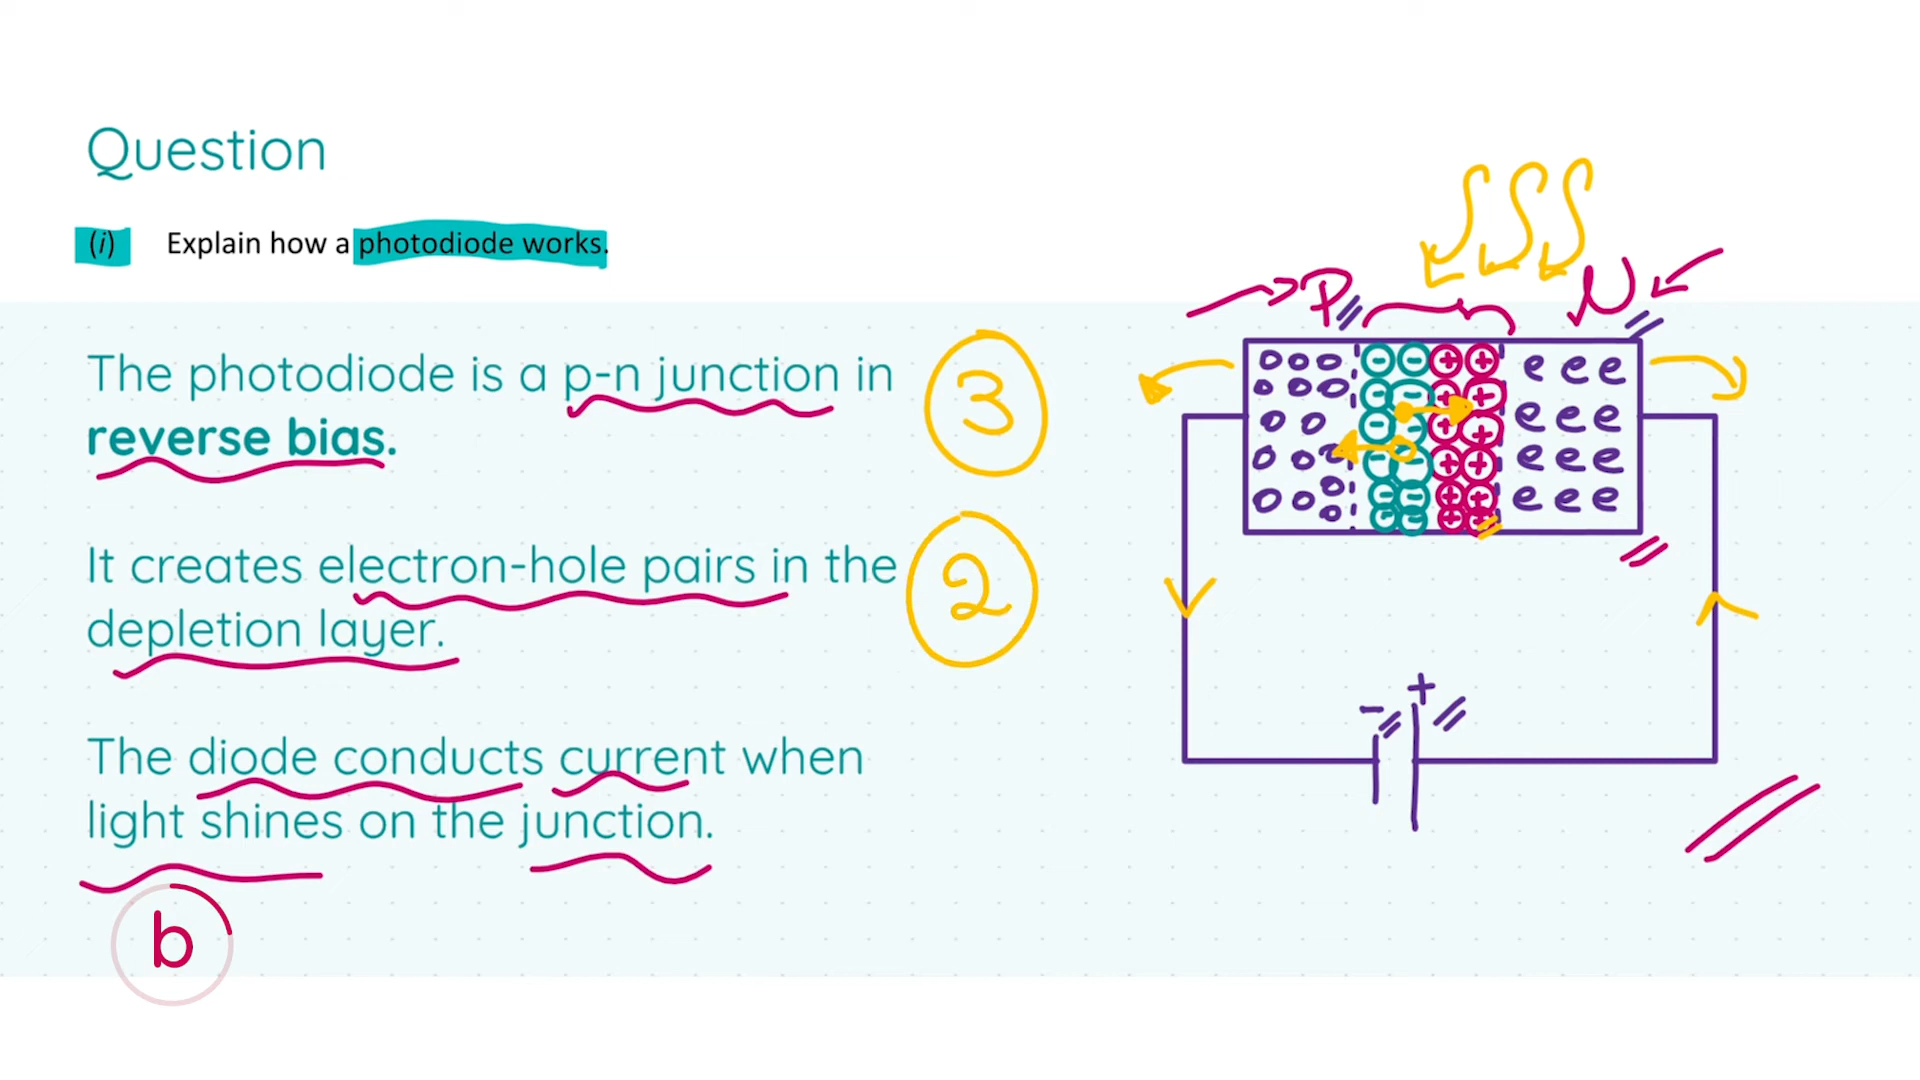 Question
(i) Explain how a photodiode works.
The photodiode is a p-n junction in
reverse bias.
3
It creates electron-hole pairs in the
depletion layer.
2
The diode conducts current when
light shines on the junction.
b
P N
- - + + e e e
- - + + e e e
- - + + e e e
- - + + e e e
- - + +
- - + +
- +